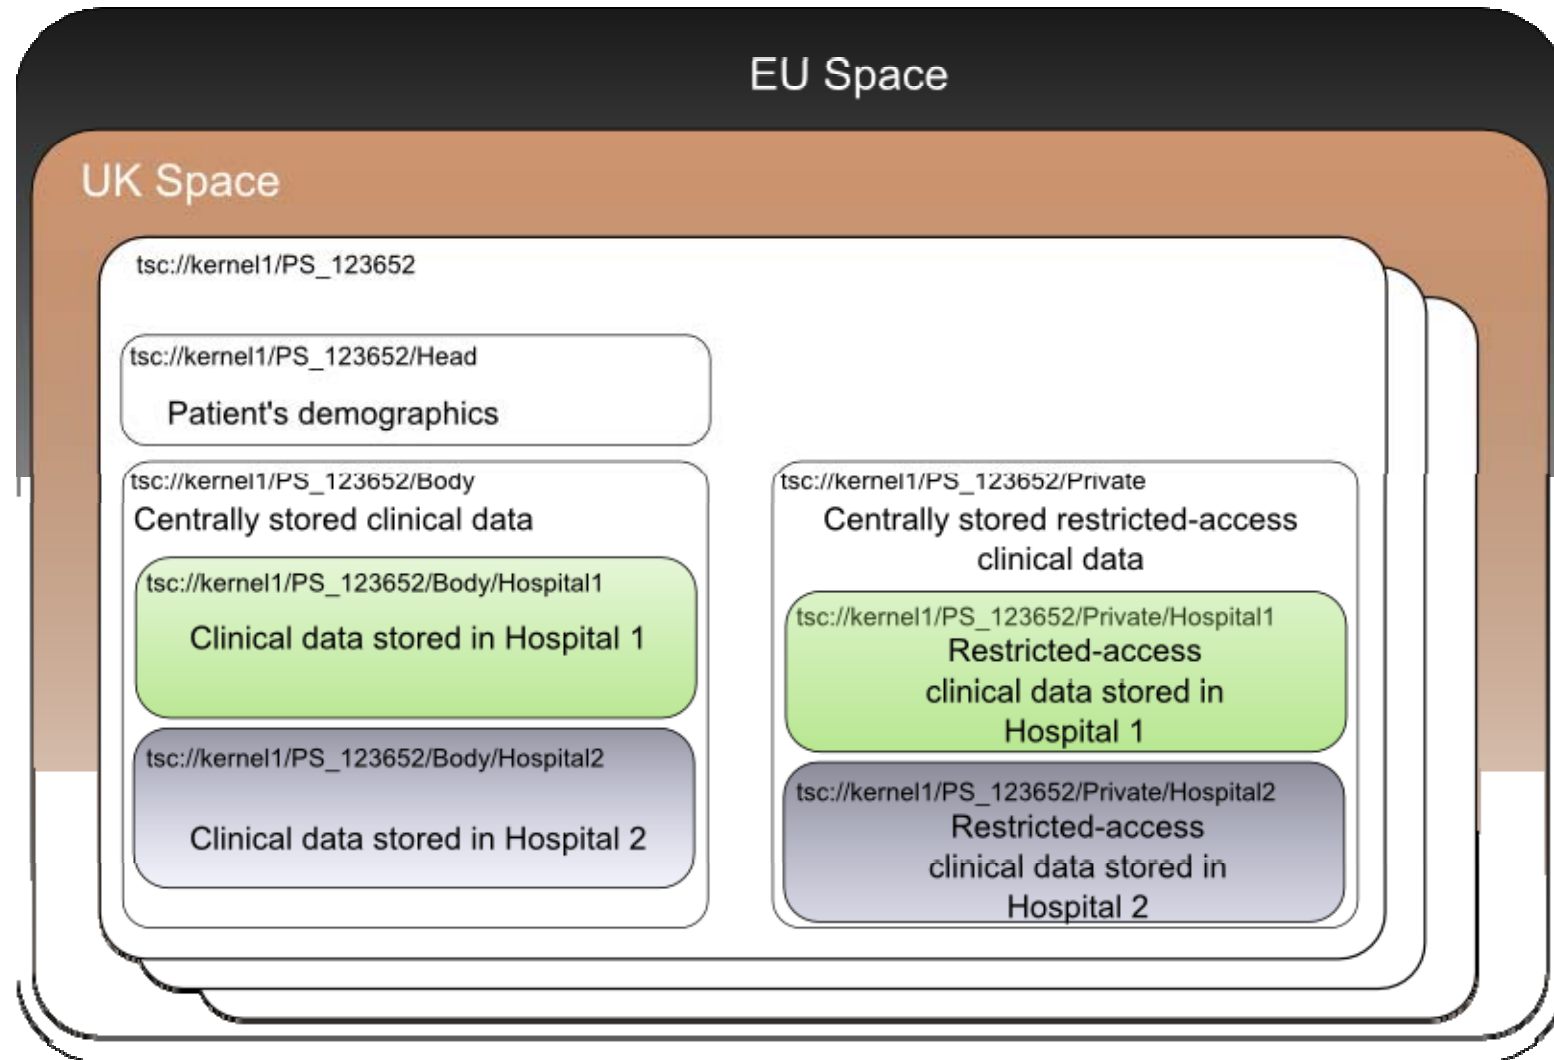 EU Space
UK Space
tsc://kernel1/PS_123652
tsc://kernel1/PS_123652/Head
Patient's demographics
tsc://kernel1/PS_123652/Body
Centrally stored clinical data
tsc://kernel1/PS_123652/Body/Hospital1
Clinical data stored in Hospital 1
tsc://kernel1/PS_123652/Body/Hospital2
Clinical data stored in Hospital 2
tsc://kernel1/PS_123652/Private
Centrally stored restricted-access
clinical data
tsc://kernel1/PS_123652/Private/Hospital1
Restricted-access
clinical data stored in
Hospital 1
tsc://kernel1/PS_123652/Private/Hospital2
Restricted-access
clinical data stored in
Hospital 2